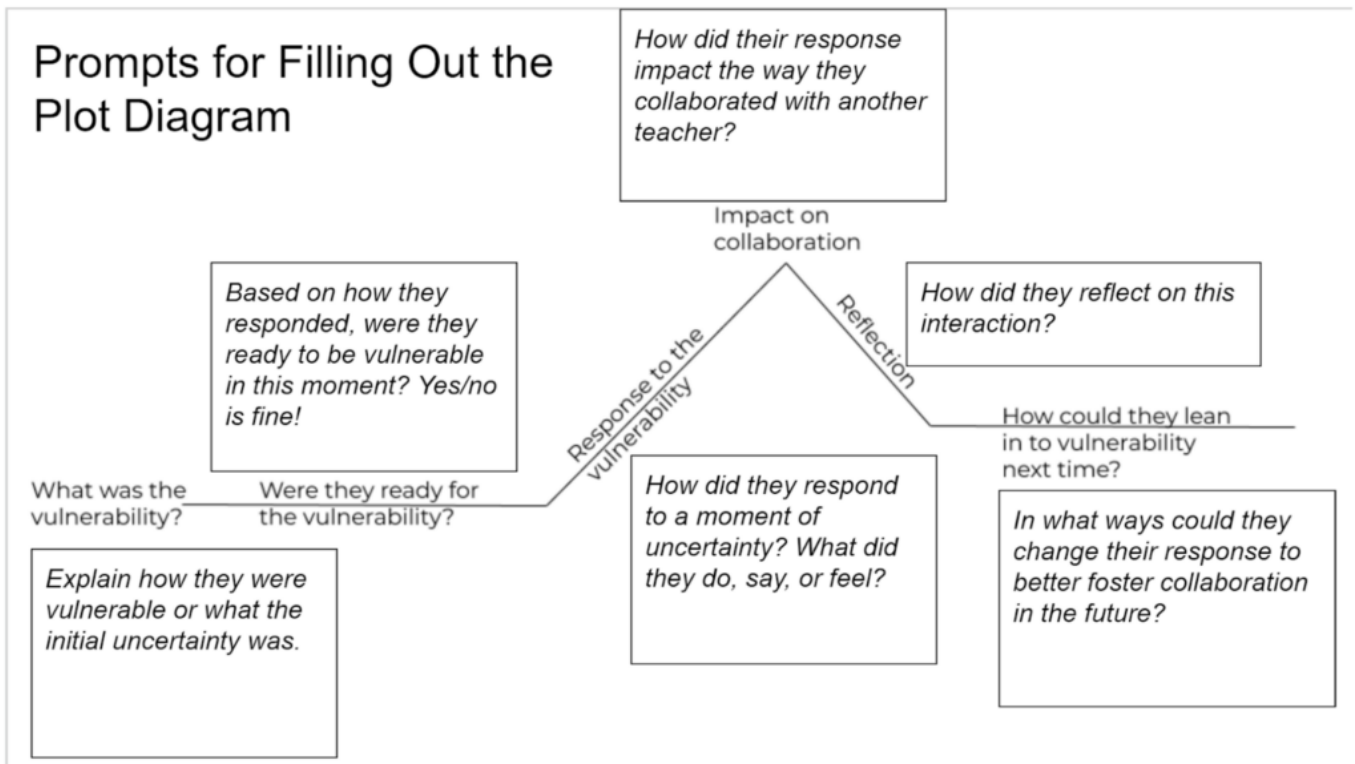 Prompts for Filling Out the
Plot Diagram
What was the
vulnerability?
Explain how they were
vulnerable or what the
initial uncertainty was.
Based on how they
responded, were they
ready to be vulnerable
in this moment? Yes/no
is fine!
Were they ready for
the vulnerability?
Response to the
vulnerability
How did they respond
to a moment of
uncertainty? What did
they do, say, or feel?
How did their response
impact the way they
collaborated with another
teacher?
Impact on
collaboration
Reflection
How did they reflect on this
interaction?
How could they lean
in to vulnerability
next time?
In what ways could they
change their response to
better foster collaboration
in the future?